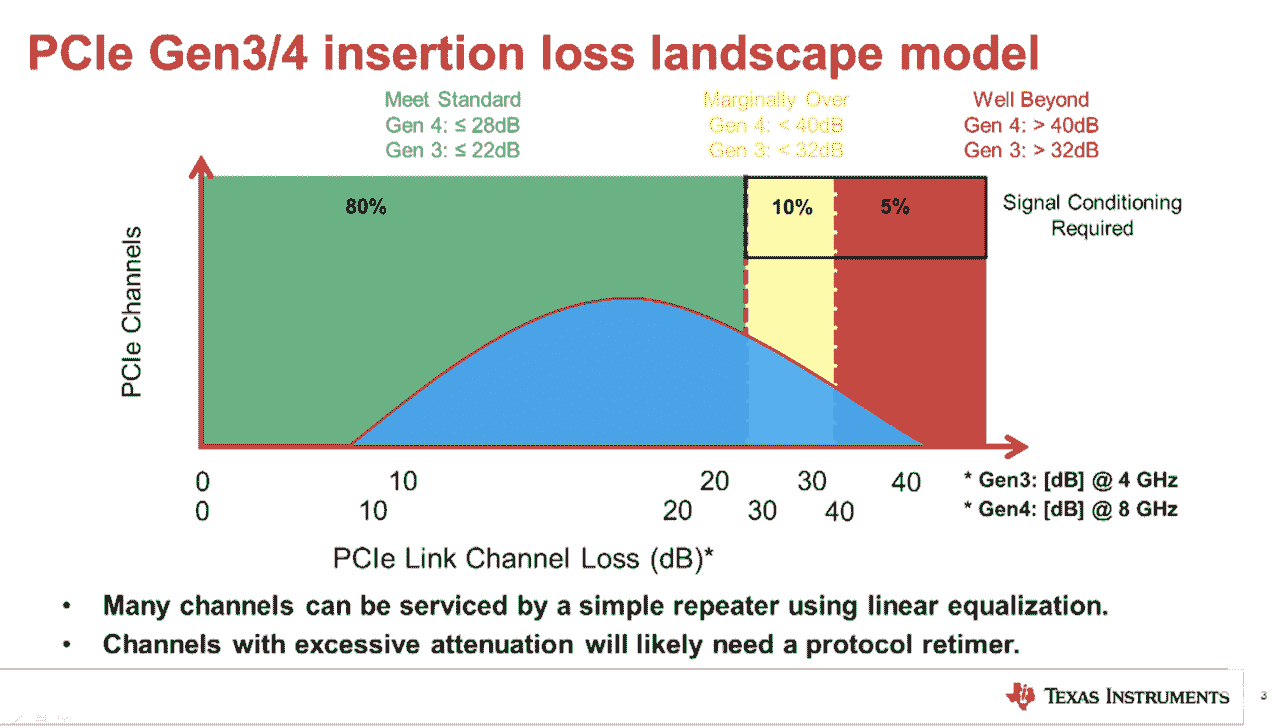 PCIe Gen3/4 insertion loss landscape model
Meet Standard
Gen 4: ≤ 28dB
Gen 3: ≤ 22dB
Marginally Over
Gen 4: < 40dB
Gen 3: < 32dB
Well Beyond
Gen 4: > 40dB
Gen 3: > 32dB
80%
10%
5%
Signal Conditioning
Required
PCIe Channels
0 10 20 30 40 * Gen3: [dB] @ 4 GHz
0 10 20 30 40 * Gen4: [dB] @ 8 GHz
PCIe Link Channel Loss (dB)*
• Many channels can be serviced by a simple repeater using linear equalization.
• Channels with excessive attenuation will likely need a protocol retimer.
TEXAS INSTRUMENTS
3